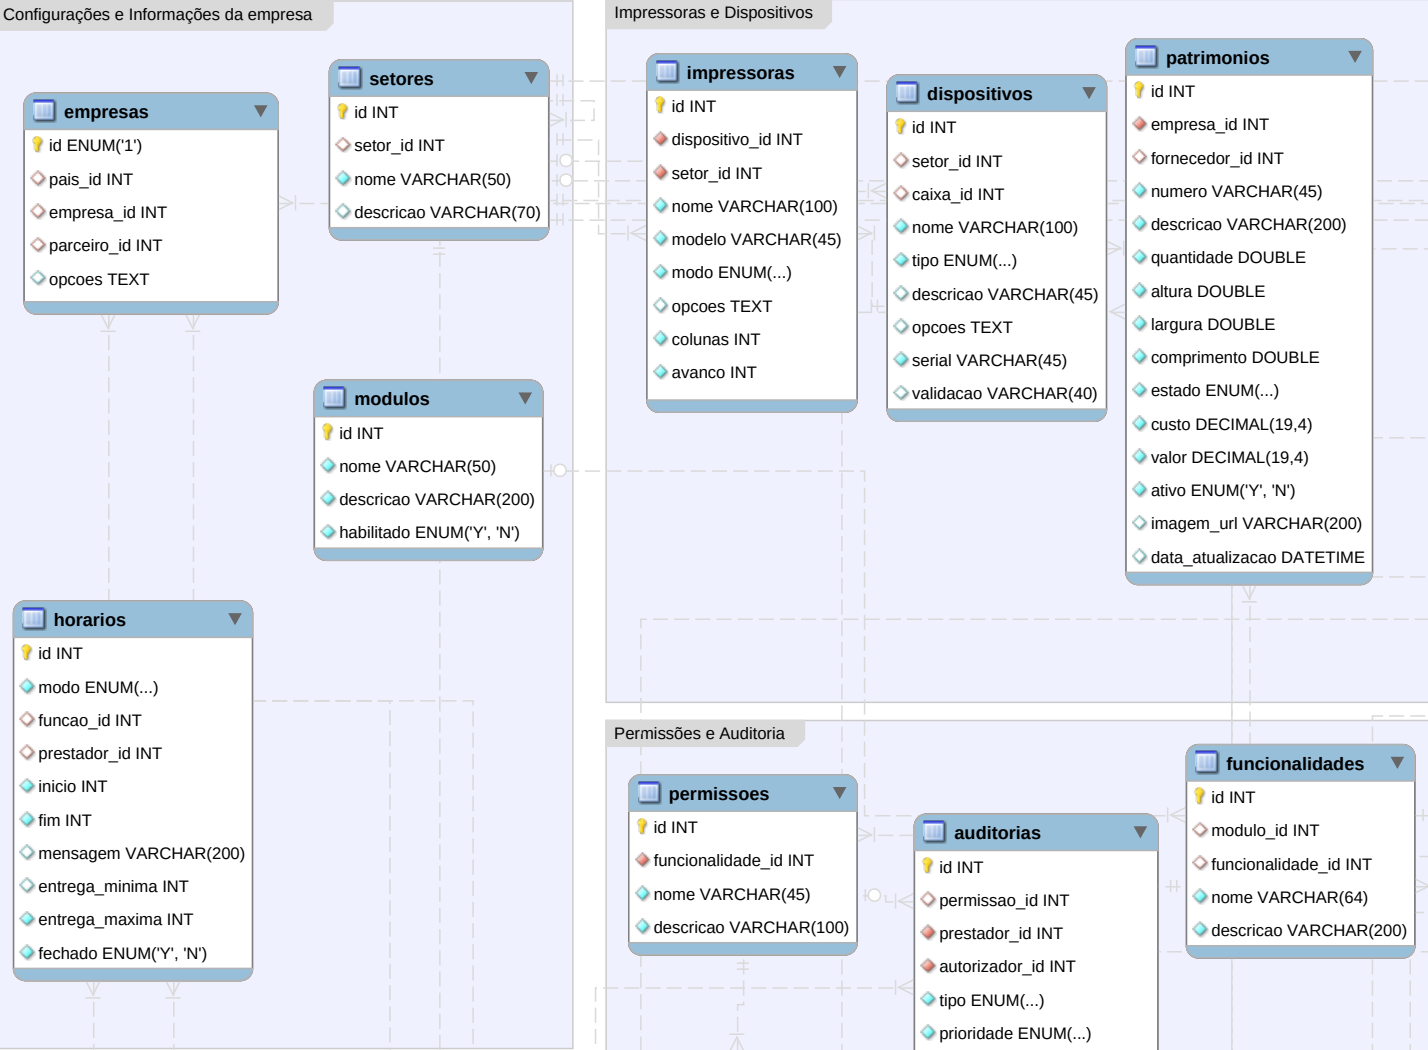 Configurações e Informações da empresa
empresas
id ENUM('1')
pais_id INT
empresa_id INT
parceiro_id INT
opcoes TEXT
setores
id INT
setor_id INT
nome VARCHAR(50)
descricao VARCHAR(70)
modulos
id INT
nome VARCHAR(50)
descricao VARCHAR(200)
habilitado ENUM('Y', 'N')
horarios
id INT
modo ENUM(...)
funcao_id INT
prestador_id INT
inicio INT
fim INT
mensagem VARCHAR(200)
entrega_minima INT
entrega_maxima INT
fechado ENUM('Y', 'N')
Impressoras e Dispositivos
impressoras
id INT
dispositivo_id INT
setor_id INT
nome VARCHAR(100)
modelo VARCHAR(45)
modo ENUM(...)
opcoes TEXT
colunas INT
avanco INT
dispositivos
id INT
setor_id INT
caixa_id INT
nome VARCHAR(100)
tipo ENUM(...)
descricao VARCHAR(45)
opcoes TEXT
serial VARCHAR(45)
validacao VARCHAR(40)
patrimonios
id INT
empresa_id INT
fornecedor_id INT
numero VARCHAR(45)
descricao VARCHAR(200)
quantidade DOUBLE
altura DOUBLE
largura DOUBLE
comprimento DOUBLE
estado ENUM(...)
custo DECIMAL(19,4)
valor DECIMAL(19,4)
ativo ENUM('Y', 'N')
imagem_url VARCHAR(200)
data_atualizacao DATETIME
Permissões e Auditoria
permissoes
id INT
funcionalidade_id INT
nome VARCHAR(45)
descricao VARCHAR(100)
auditorias
id INT
permissao_id INT
prestador_id INT
autorizador_id INT
tipo ENUM(...)
prioridade ENUM(...)
funcionalidades
id INT
modulo_id INT
funcionalidade_id INT
nome VARCHAR(64)
descricao VARCHAR(200)